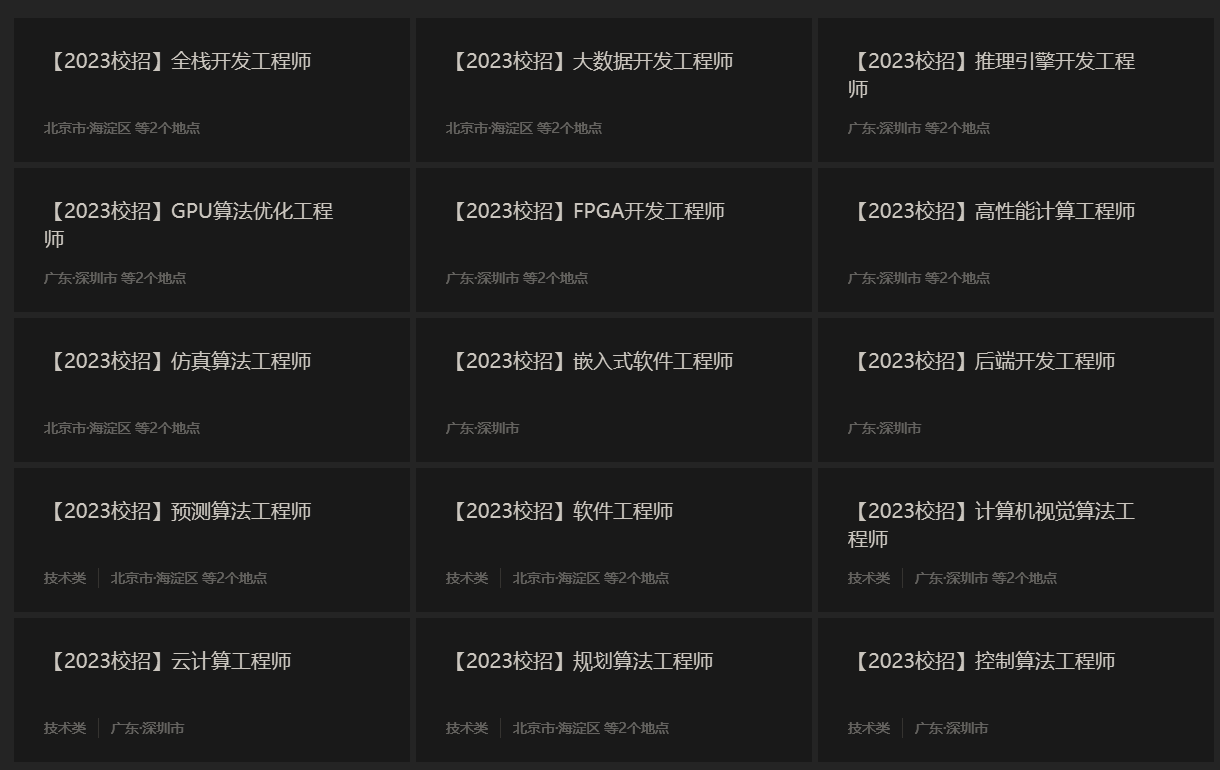 【2023校招】全栈开发工程师
北京市·海淀区 等2个地点
【2023校招】大数据开发工程师
北京市·海淀区 等2个地点
【2023校招】推理引擎开发工程
师
广东·深圳市 等2个地点
【2023校招】GPU算法优化工程
师
广东·深圳市 等2个地点
【2023校招】FPGA开发工程师
广东·深圳市 等2个地点
【2023校招】高性能计算工程师
广东·深圳市 等2个地点
【2023校招】仿真算法工程师
北京市·海淀区 等2个地点
【2023校招】嵌入式软件工程师
广东·深圳市
【2023校招】后端开发工程师
广东·深圳市
【2023校招】预测算法工程师
技术类 北京市·海淀区 等2个地点
【2023校招】软件工程师
技术类 北京市·海淀区 等2个地点
【2023校招】计算机视觉算法工
程师
技术类 广东·深圳市 等2个地点
【2023校招】云计算工程师
技术类 广东·深圳市
【2023校招】规划算法工程师
技术类 北京市·海淀区 等2个地点
【2023校招】控制算法工程师
技术类 广东·深圳市